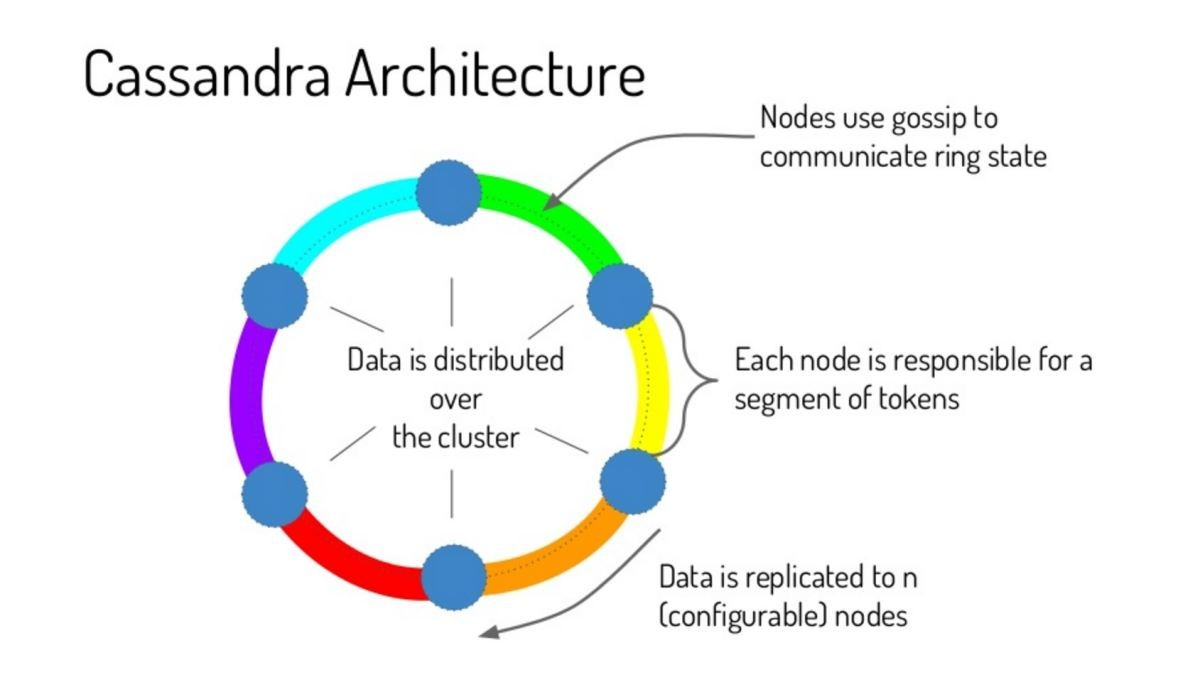 Cassandra Architecture
Nodes use gossip to
communicate ring state
Data is distributed
over
the cluster
Each node is responsible for a
segment of tokens
Data is replicated to n
(configurable) nodes